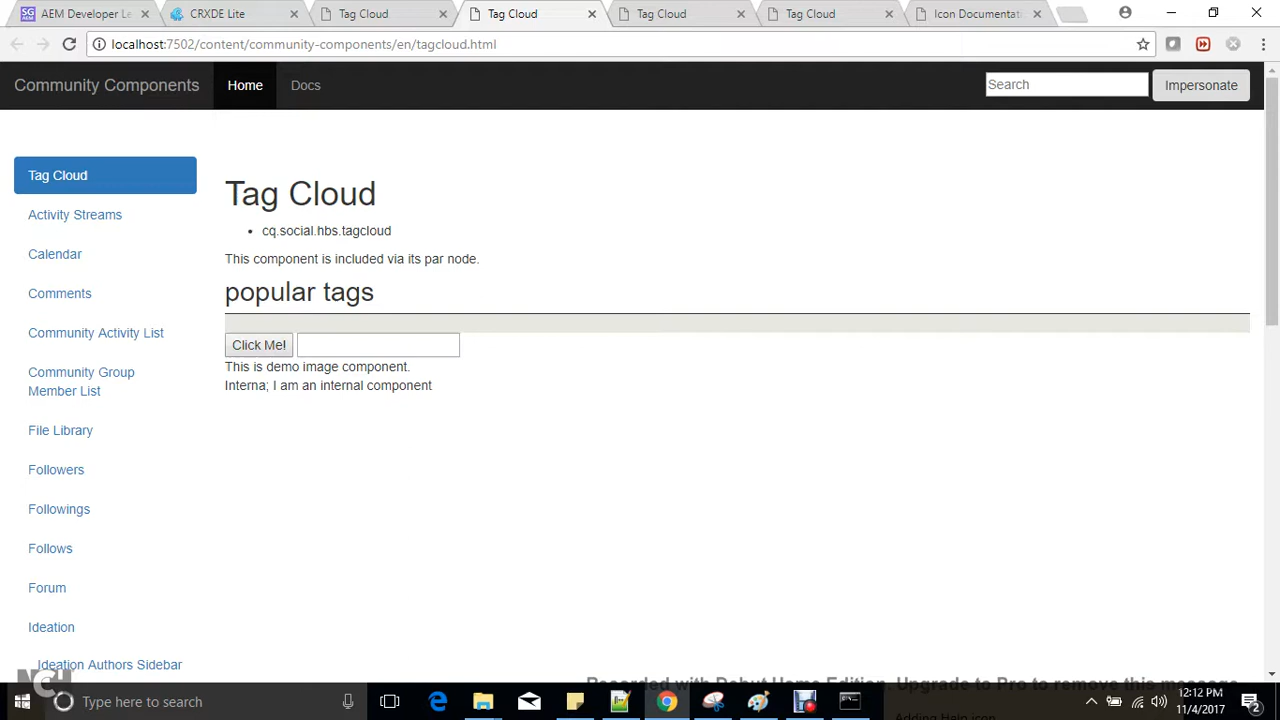 AEM Developer Le
CRXDE Lite
Tag Cloud
Tag Cloud
Tag Cloud
Tag Cloud
Icon Documentat
localhost:7502/content/community-components/en/tagcloud.html
Community Components
Home
Docs
Search
Impersonate
Tag Cloud
Activity Streams
Calendar
Comments
Community Activity List
Community Group
Member List
File Library
Followers
Followings
Follows
Forum
Ideation
Ideation Authors Sidebar
Tag Cloud
cq.social.hbs.tagcloud
This component is included via its par node.
popular tags
Click Me!
This is demo image component.
Interna; I am an internal component
NCH
Recorded with Debut Home Edition. Upgrade to Pro to remove this message
Type here to search
Adding Halo icon
12:12 PM
11/4/2017
2